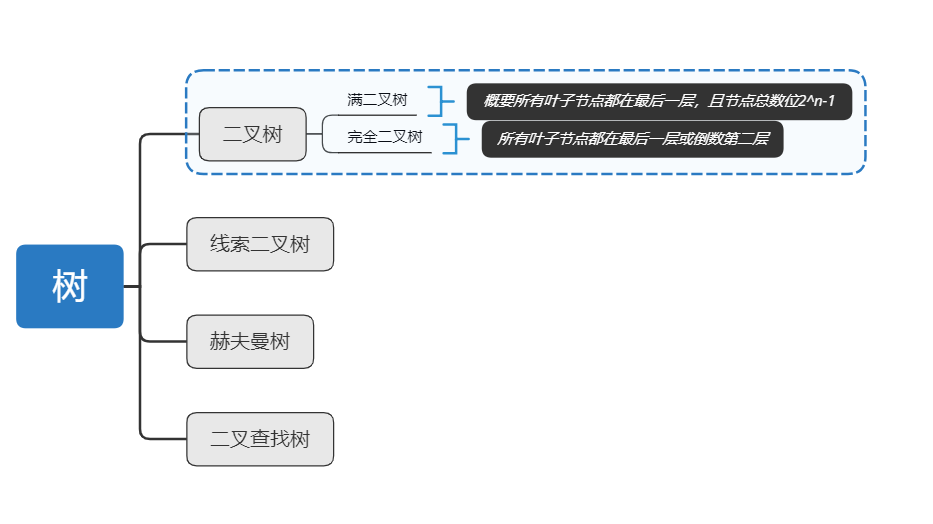 满二叉树
概要所有叶子节点都在最后一层，且节点总数位2^n-1
二叉树
完全二叉树
所有叶子节点都在最后一层或倒数第二层
线索二叉树
树
赫夫曼树
二叉查找树